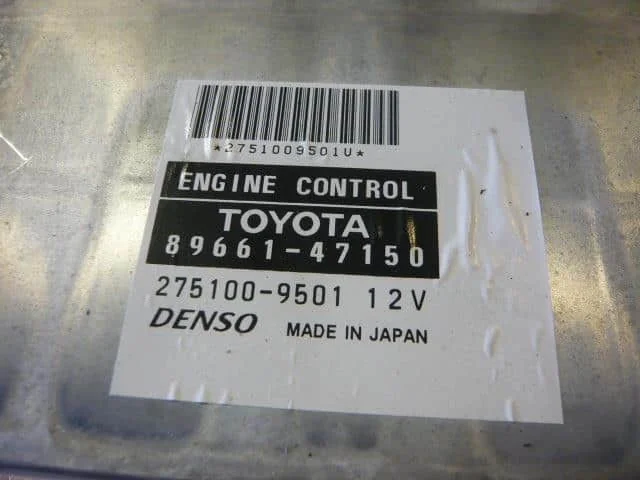 *2751009501U*
ENGINE CONTROL
TOYOTA
89661-47150
275100-9501 12V
DENSO MADE IN JAPAN